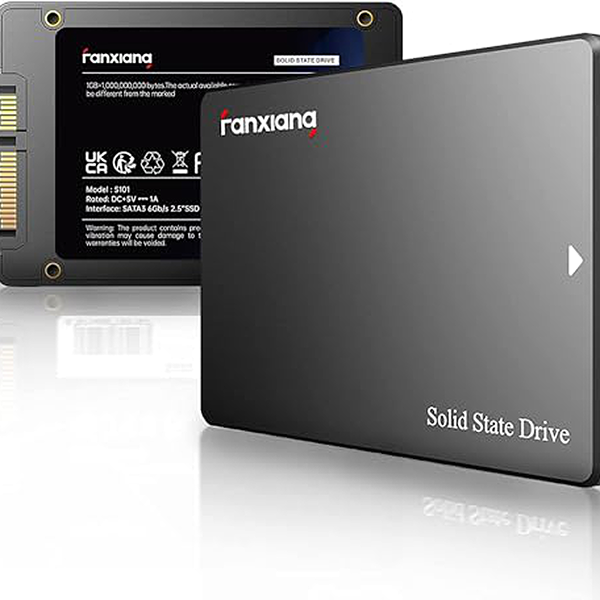 fanxiang
SOLID STATE DRIVE
1GB=1,000,000,000 bytes.The actual available
be different from the marked
UK
CA
Model : S101
Rated: DC+5V 1A
Interface: SATA3 6Gb/s 2.5"SSD
Warning: The product contains
vibration may cause damage to
warranties will be voided.
fanxiang
Solid State Drive